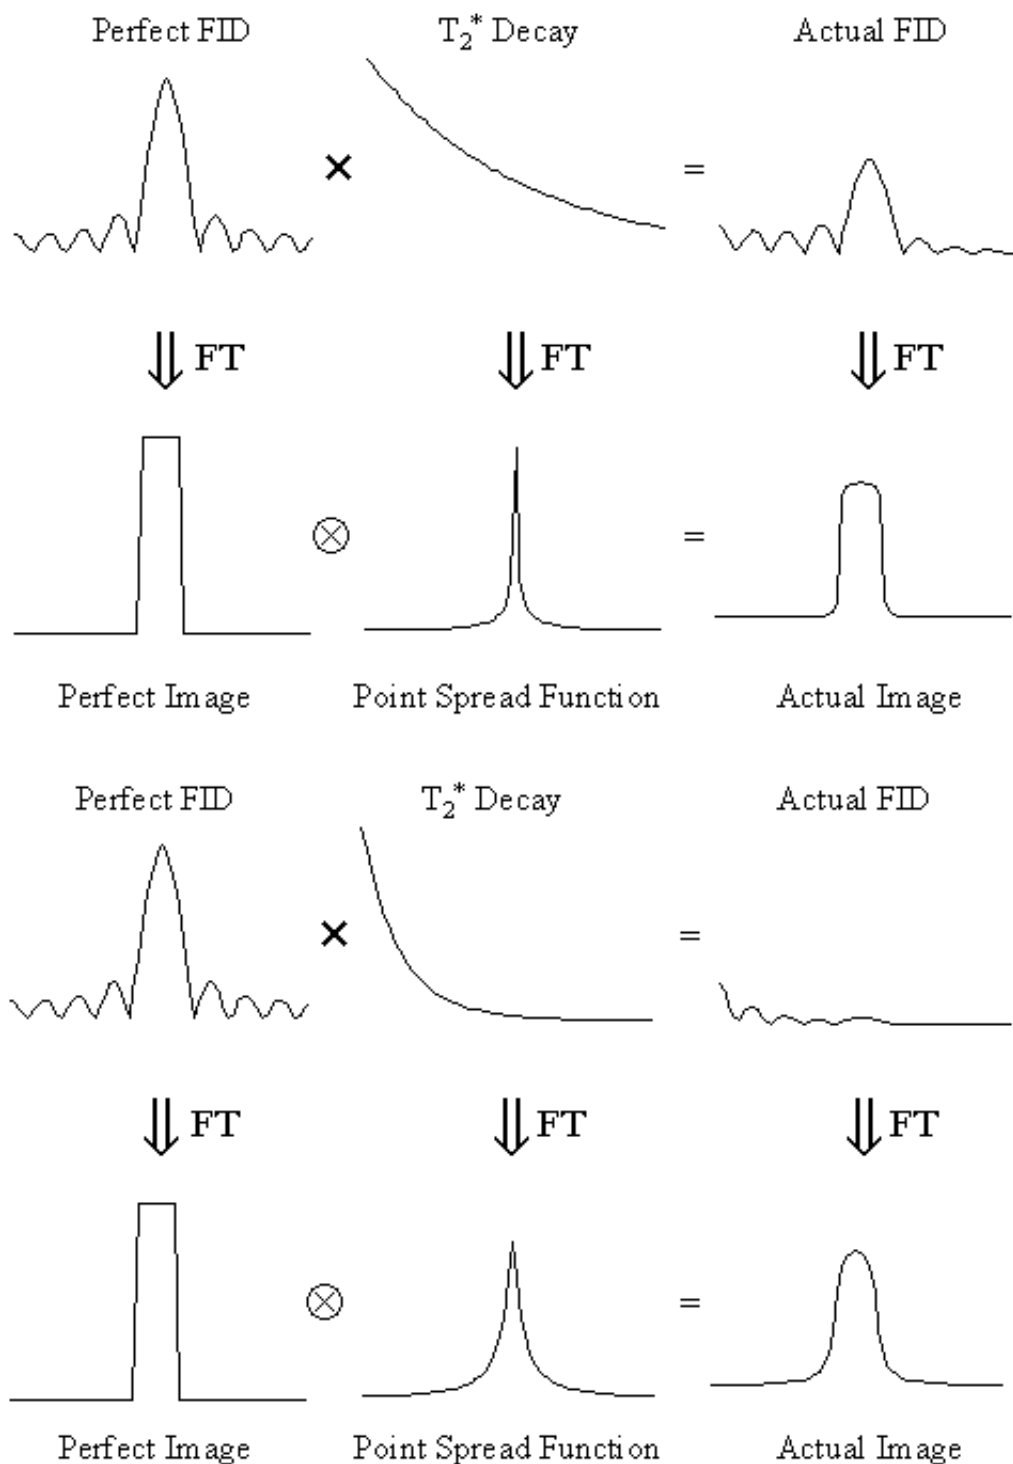 Perfect FID T₂* Decay Actual FID
× =
⇓ FT ⇓ FT ⇓ FT
⊗ =
Perfect Image Point Spread Function Actual Image
Perfect FID T₂* Decay Actual FID
× =
⇓ FT ⇓ FT ⇓ FT
⊗ =
Perfect Image Point Spread Function Actual Image